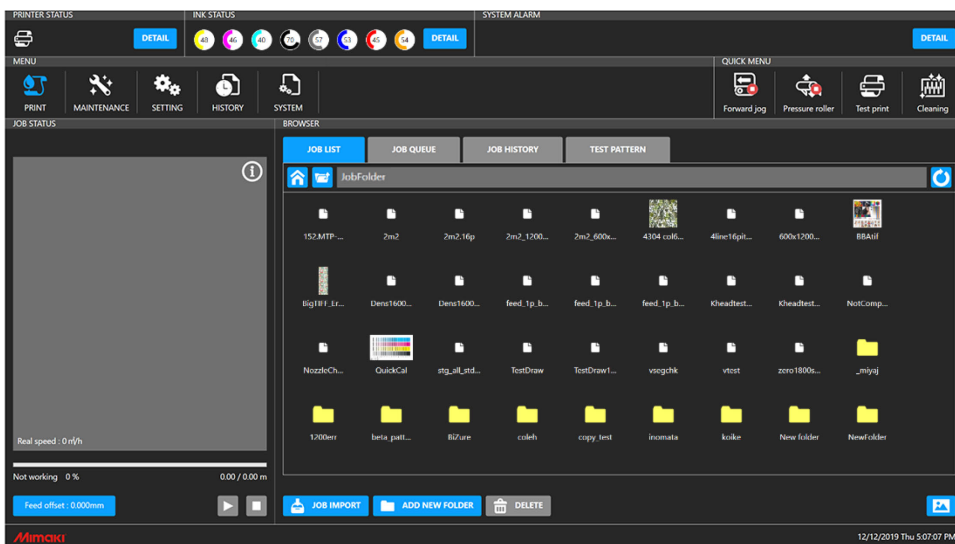 PRINTER STATUS INK STATUS SYSTEM ALARM
DETAIL 48 46 40 70 57 53 45 54 DETAIL DETAIL
MENU QUICK MENU
PRINT MAINTENANCE SETTING HISTORY SYSTEM Forward jog Pressure roller Test print Cleaning
JOB STATUS BROWSER
JOB LIST JOB QUEUE JOB HISTORY TEST PATTERN
JobFolder
152.MTP-... 2m2 2m2.16p 2m2_1200... 2m2_600x... 4304 col6... 4line16pit... 600x1200... BBAtif
BigTIFF_Er... Dens1600... Dens1600... feed_1p_b... feed_1p_b... feed_1p_b... Kheadtest... Kheadtest... NotComp...
NozzleCh... QuickCal stg_all_std... TestDraw TestDraw1... vsegchk vtest zero1800s... _miyaj
1200err beta_patt... BiZure coleh copy_test inomata koike New folder NewFolder
Real speed : 0㎡/h
Not working 0 % 0.00 / 0.00 m
Feed offset : 0.000mm JOB IMPORT ADD NEW FOLDER DELETE
Mimaki 12/12/2019 Thu 5:07:07 PM